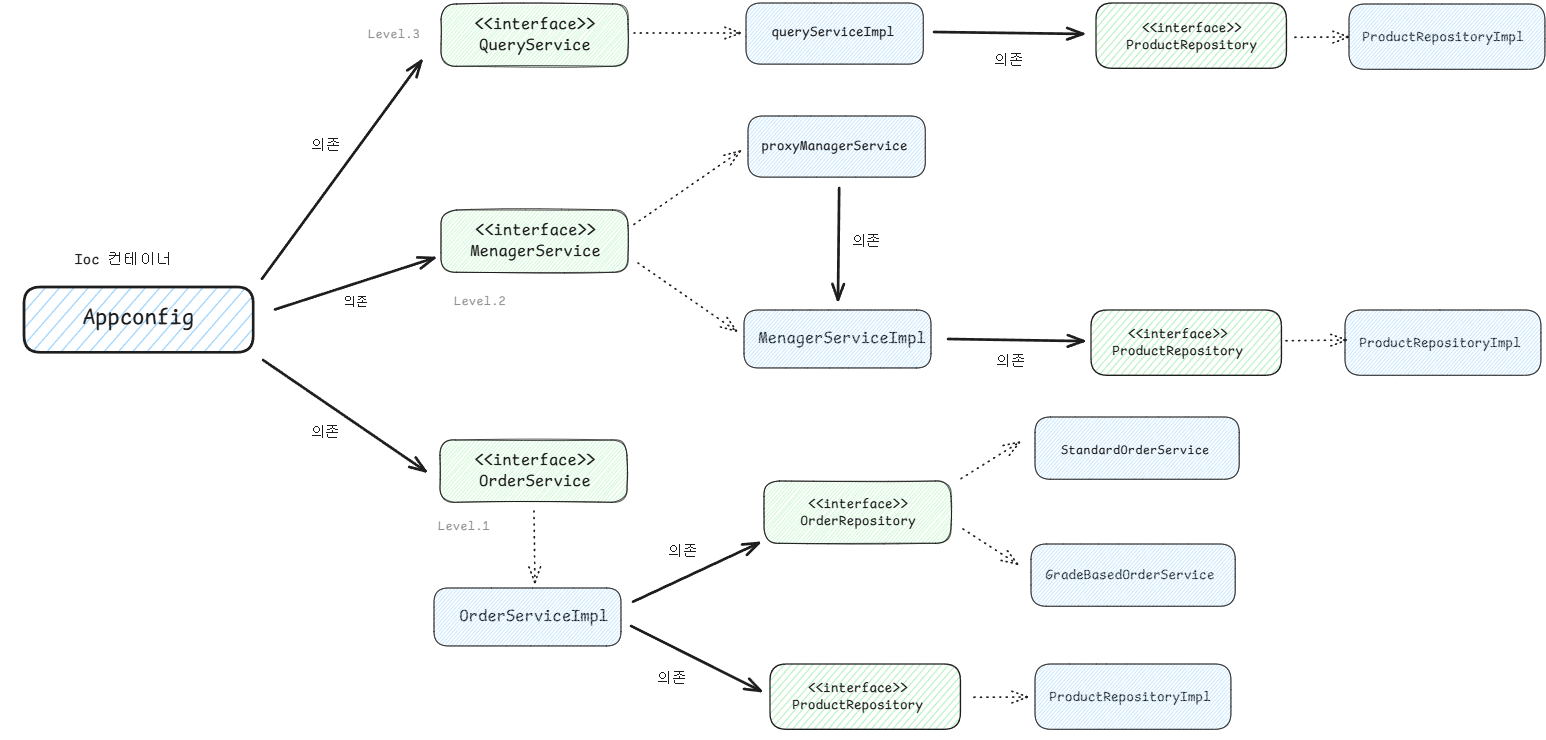 Level.3
<<interface>>
QueryService
queryServiceImpl
의존
<<interface>>
ProductRepository
ProductRepositoryImpl
의존
proxyManagerService
의존
Ioc 컨테이너
Appconfig
의존
<<interface>>
MenagerService
Level.2
MenagerServiceImpl
의존
<<interface>>
ProductRepository
ProductRepositoryImpl
의존
<<interface>>
OrderService
Level.1
OrderServiceImpl
의존
<<interface>>
OrderRepository
StandardOrderService
GradeBasedOrderService
의존
<<interface>>
ProductRepository
ProductRepositoryImpl